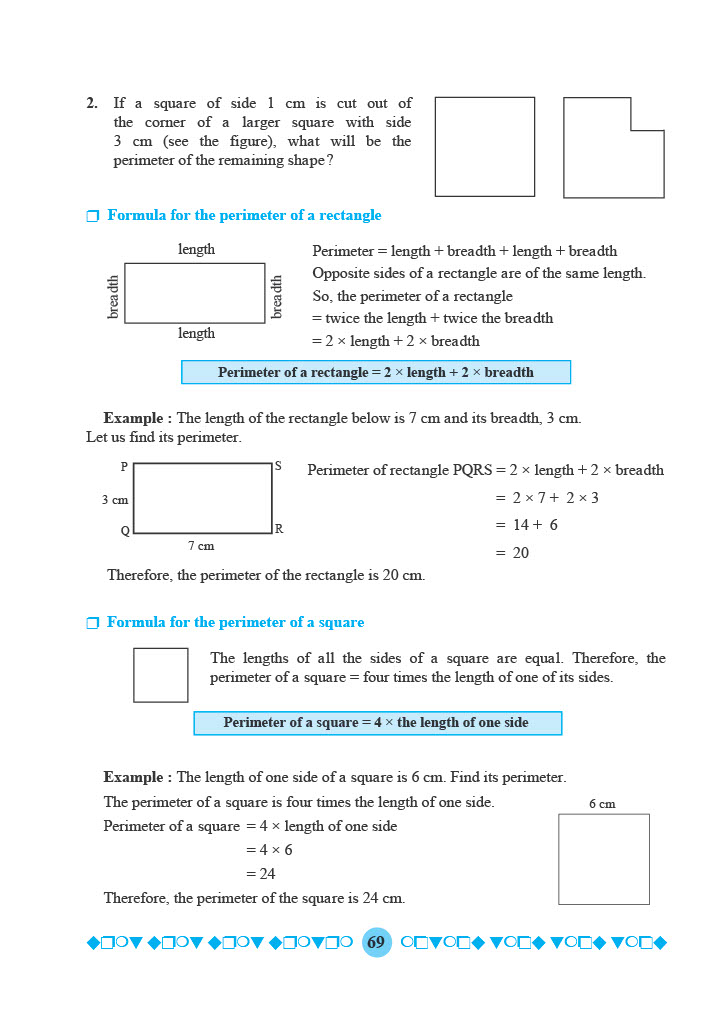 2. If a square of side 1 cm is cut out of
the corner of a larger square with side
3 cm (see the figure), what will be the
perimeter of the remaining shape?
❒ Formula for the perimeter of a rectangle
length
breadth
breadth
length
Perimeter = length + breadth + length + breadth
Opposite sides of a rectangle are of the same length.
So, the perimeter of a rectangle
= twice the length + twice the breadth
= 2 × length + 2 × breadth
Perimeter of a rectangle = 2 × length + 2 × breadth
Example : The length of the rectangle below is 7 cm and its breadth, 3 cm.
Let us find its perimeter.
P
S
3 cm
Q
R
7 cm
Perimeter of rectangle PQRS = 2 × length + 2 × breadth
= 2 × 7 + 2 × 3
= 14 + 6
= 20
Therefore, the perimeter of the rectangle is 20 cm.
❒ Formula for the perimeter of a square
The lengths of all the sides of a square are equal. Therefore, the
perimeter of a square = four times the length of one of its sides.
Perimeter of a square = 4 × the length of one side
Example : The length of one side of a square is 6 cm. Find its perimeter.
The perimeter of a square is four times the length of one side.
6 cm
Perimeter of a square = 4 × length of one side
= 4 × 6
= 24
Therefore, the perimeter of the square is 24 cm.
69